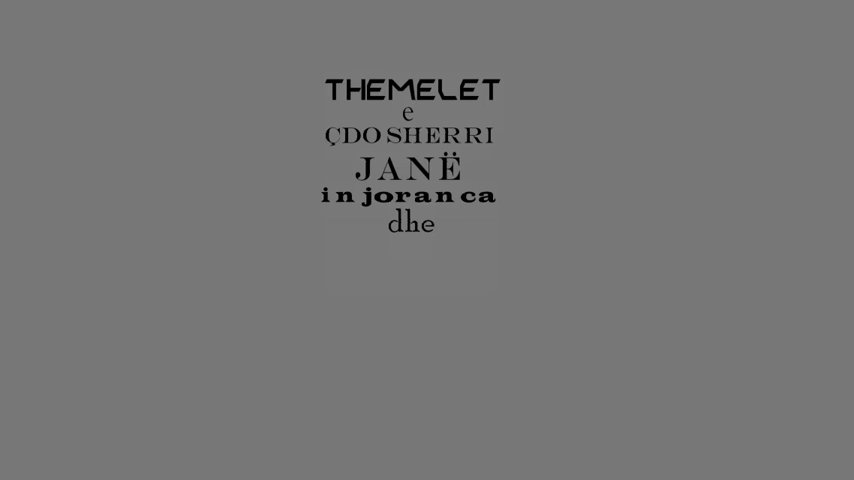 THEMELET
e
ÇDO SHERRI
JANË
injoranca
dhe